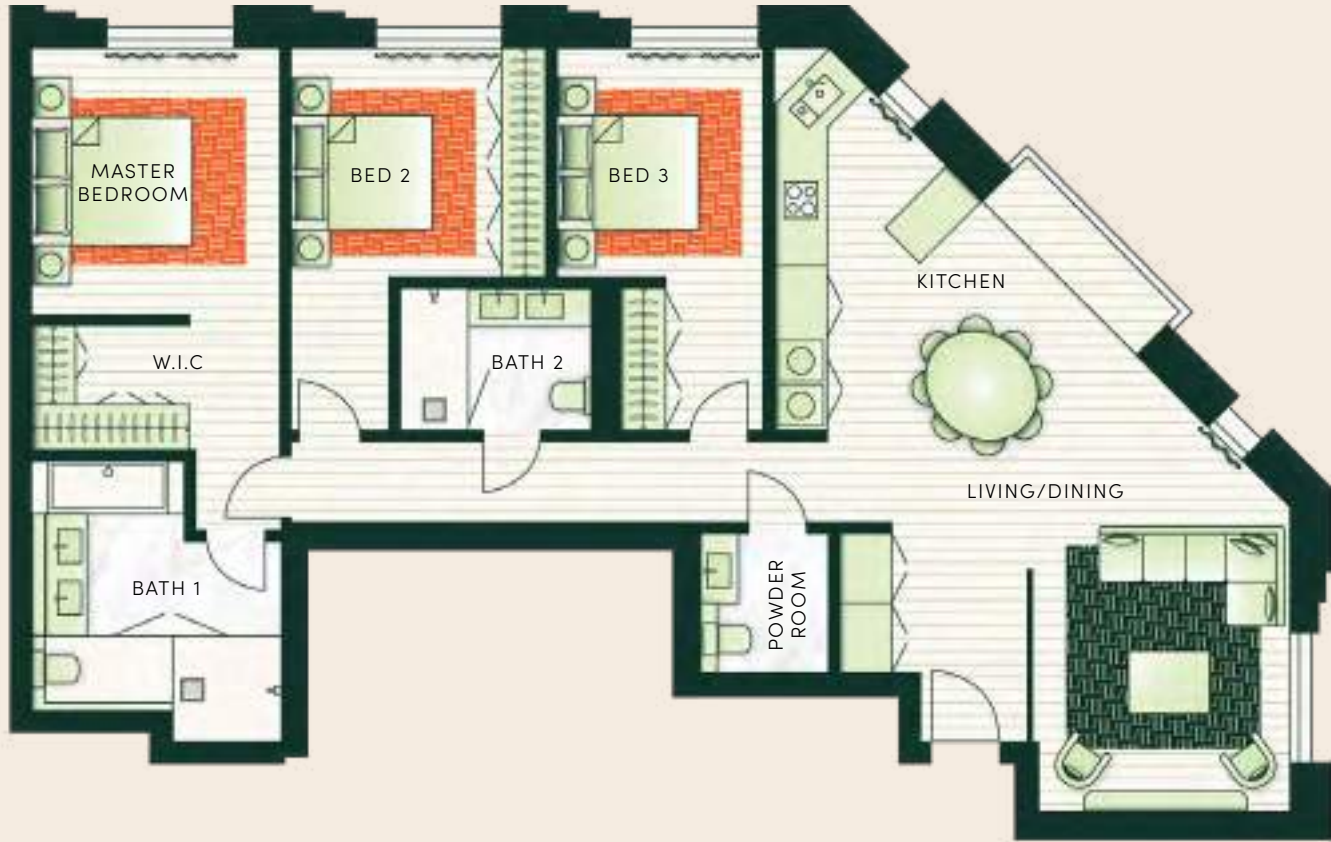 MASTER
BEDROOM
BED 2
BED 3
KITCHEN
W.I.C
BATH 2
LIVING/DINING
BATH 1
POWDER
ROOM